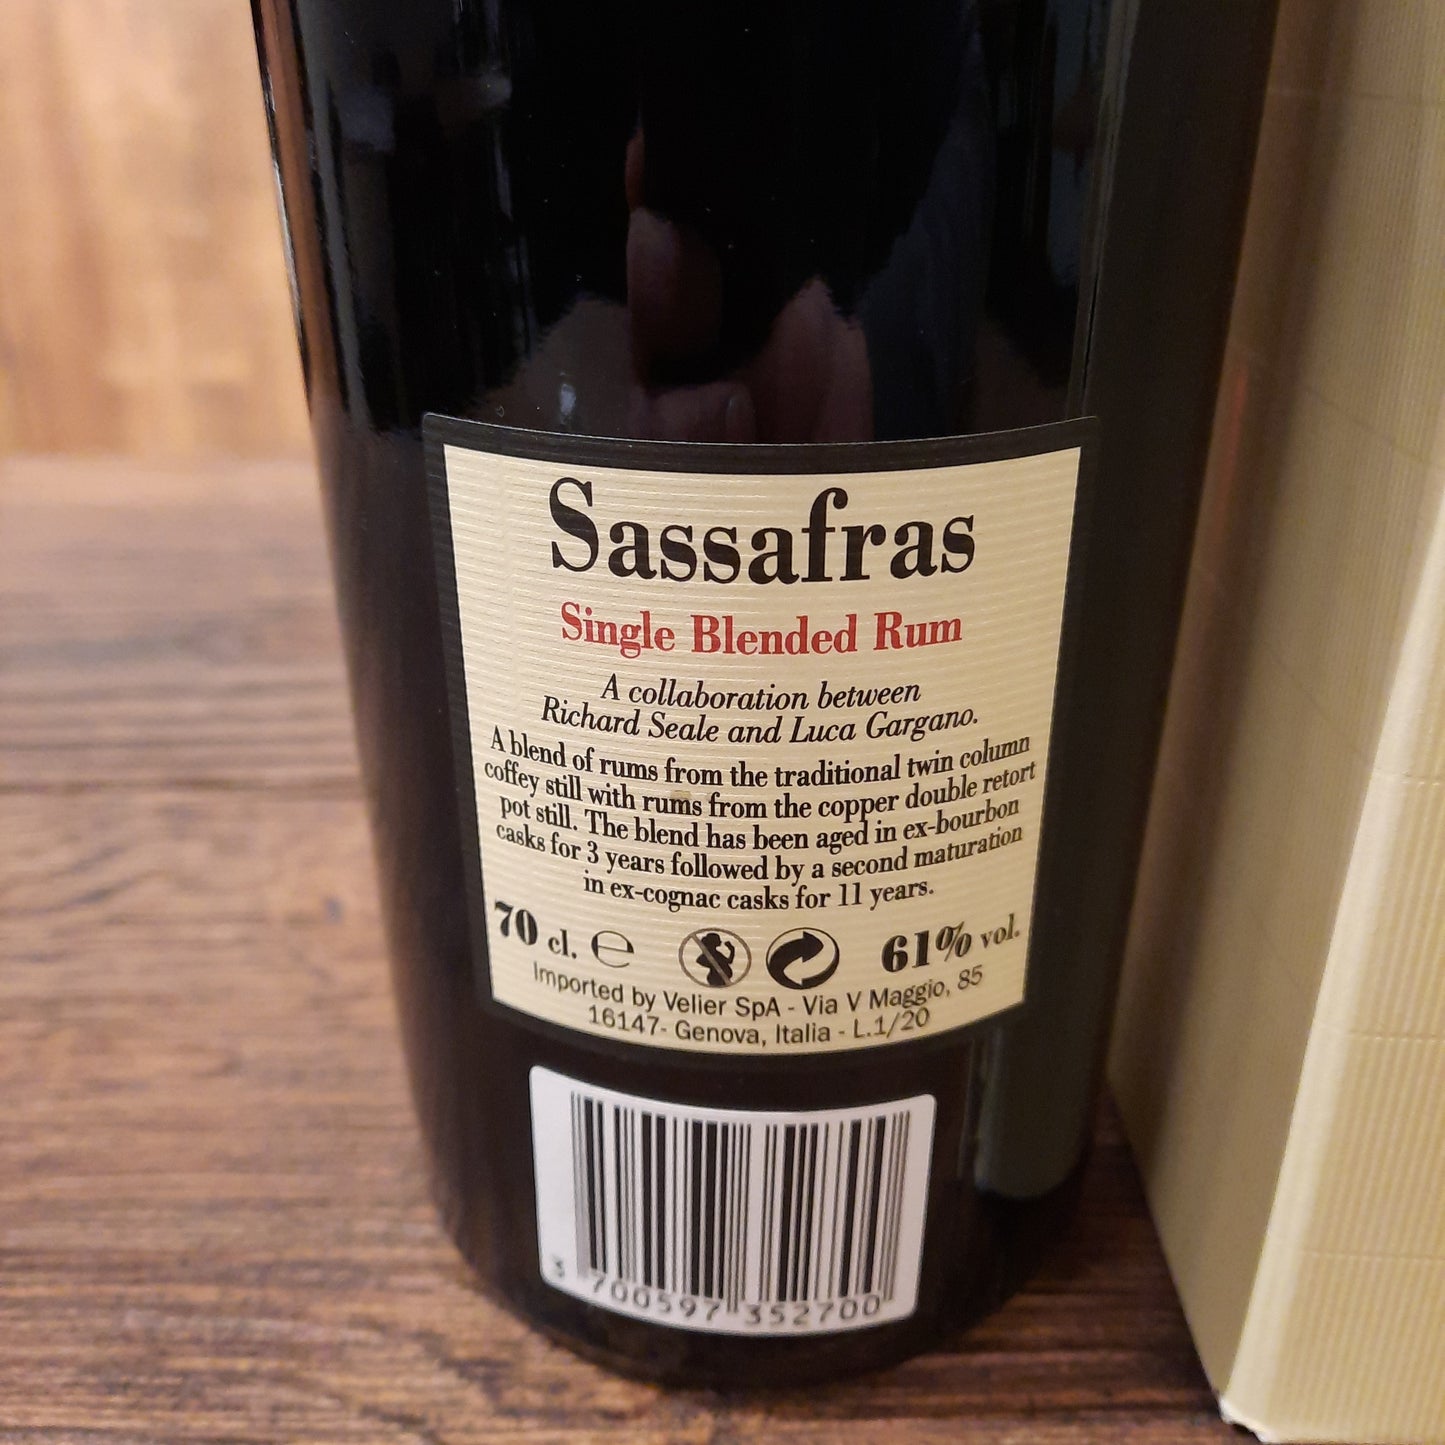 Sassafras
Single Blended Rum
A collaboration between
Richard Seale and Luca Gargano.
A blend of rums from the traditional twin column
coffey still with rums from the copper double retort
pot still. The blend has been aged in ex-bourbon
casks for 3 years followed by a second maturation
in ex-cognac casks for 11 years.
70 cl. ℮ 61% vol.
Imported by Velier SpA - Via V Maggio, 85
16147- Genova, Italia - L.1/20
3 700597 352700